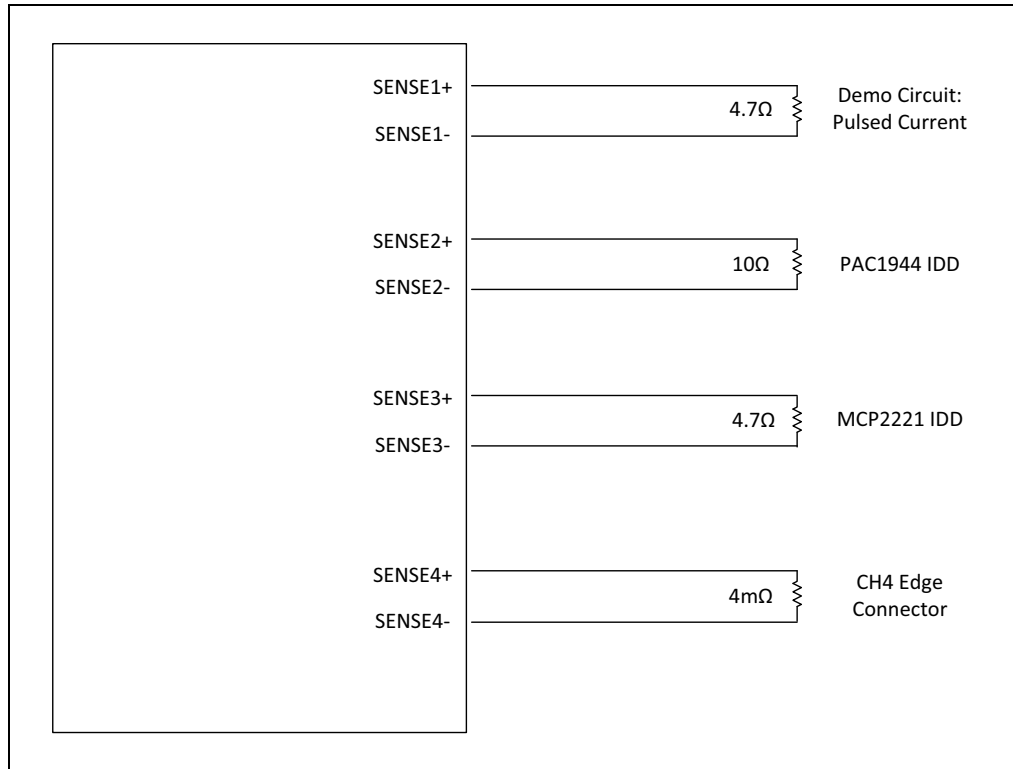 SENSE1+
4.7Ω
Demo Circuit:
Pulsed Current
SENSE1-
SENSE2+
10Ω
PAC1944 IDD
SENSE2-
SENSE3+
4.7Ω
MCP2221 IDD
SENSE3-
SENSE4+
4mΩ
CH4 Edge
Connector
SENSE4-